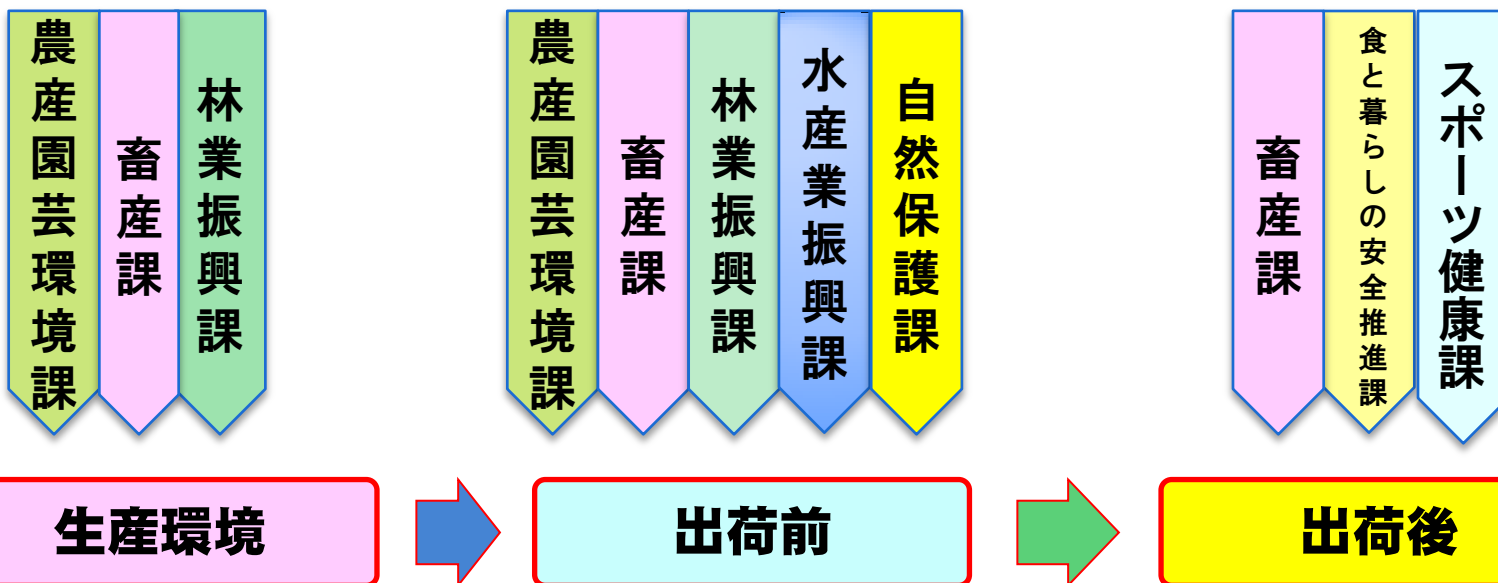 農産園芸環境課
畜産課
林業振興課
農産園芸環境課
畜産課
林業振興課
水産業振興課
自然保護課
畜産課
食と暮らしの安全推進課
スポーツ健康課
生産環境
出荷前
出荷後